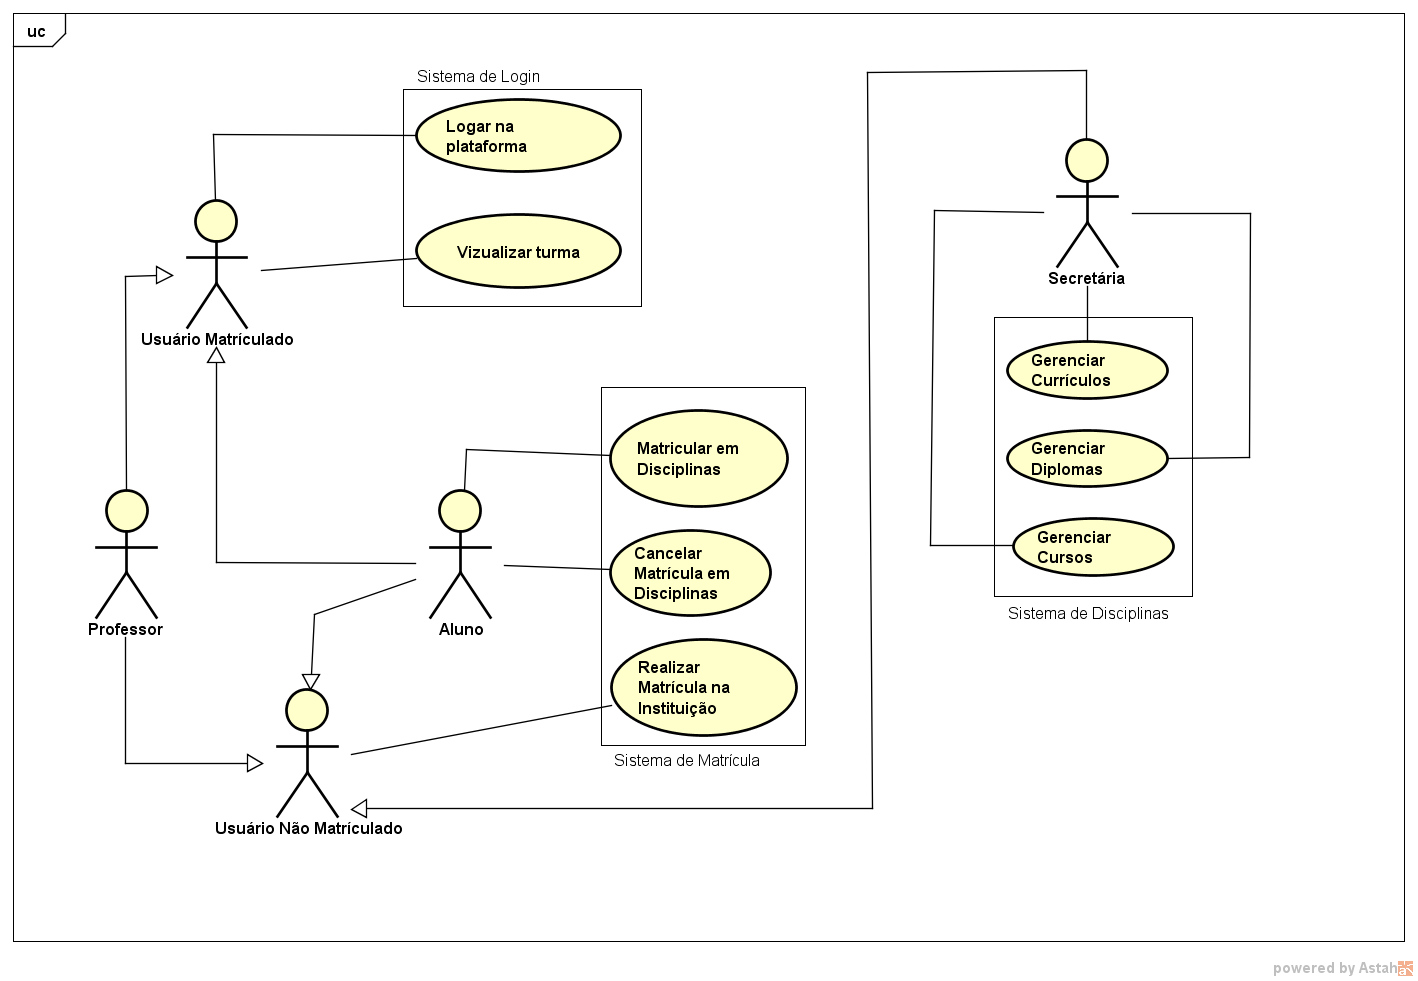 uc
Sistema de Login
Logar na
plataforma
Vizualizar turma
Usuário Matrículado
Secretária
Gerenciar
Currículos
Gerenciar
Diplomas
Gerenciar
Cursos
Sistema de Disciplinas
Matricular em
Disciplinas
Cancelar
Matrícula em
Disciplinas
Realizar
Matrícula na
Instituição
Sistema de Matrícula
Professor
Aluno
Usuário Não Matrículado
powered by Astah